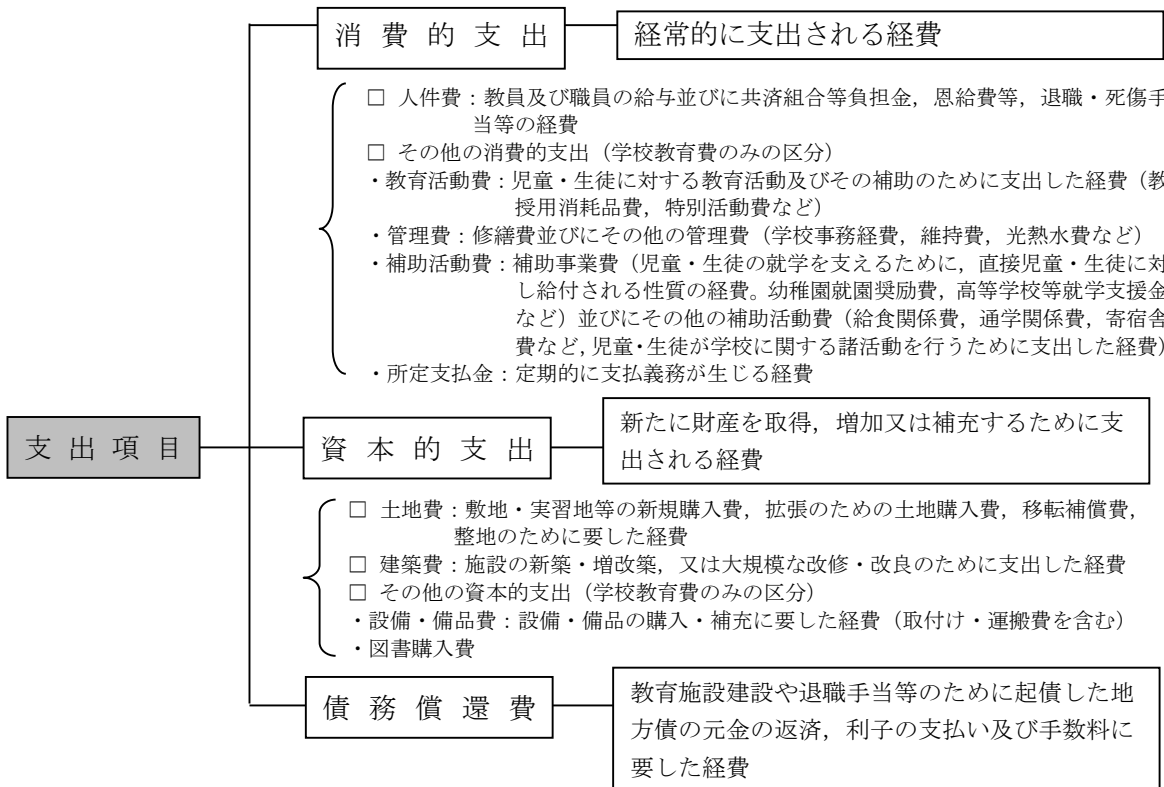 消費的支出
経常的に支出される経費
□ 人件費：教員及び職員の給与並びに共済組合等負担金，恩給費等，退職・死傷手
当等の経費
□ その他の消費的支出（学校教育費のみの区分）
・教育活動費：児童・生徒に対する教育活動及びその補助のために支出した経費（教
授用消耗品費，特別活動費など）
・管理費：修繕費並びにその他の管理費（学校事務経費，維持費，光熱水費など）
・補助活動費：補助事業費（児童・生徒の就学を支えるために，直接児童・生徒に対
し給付される性質の経費。幼稚園就園奨励費，高等学校等就学支援金
など）並びにその他の補助活動費（給食関係費，通学関係費，寄宿舎
費など，児童・生徒が学校に関する諸活動を行うために支出した経費）
・所定支払金：定期的に支払義務が生じる経費
支出項目
資本的支出
新たに財産を取得，増加又は補充するために支
出される経費
□ 土地費：敷地・実習地等の新規購入費，拡張のための土地購入費，移転補償費，
整地のために要した経費
□ 建築費：施設の新築・増改築，又は大規模な改修・改良のために支出した経費
□ その他の資本的支出（学校教育費のみの区分）
・設備・備品費：設備・備品の購入・補充に要した経費（取付け・運搬費を含む）
・図書購入費
債務償還費
教育施設建設や退職手当等のために起債した地
方債の元金の返済，利子の支払い及び手数料に
要した経費